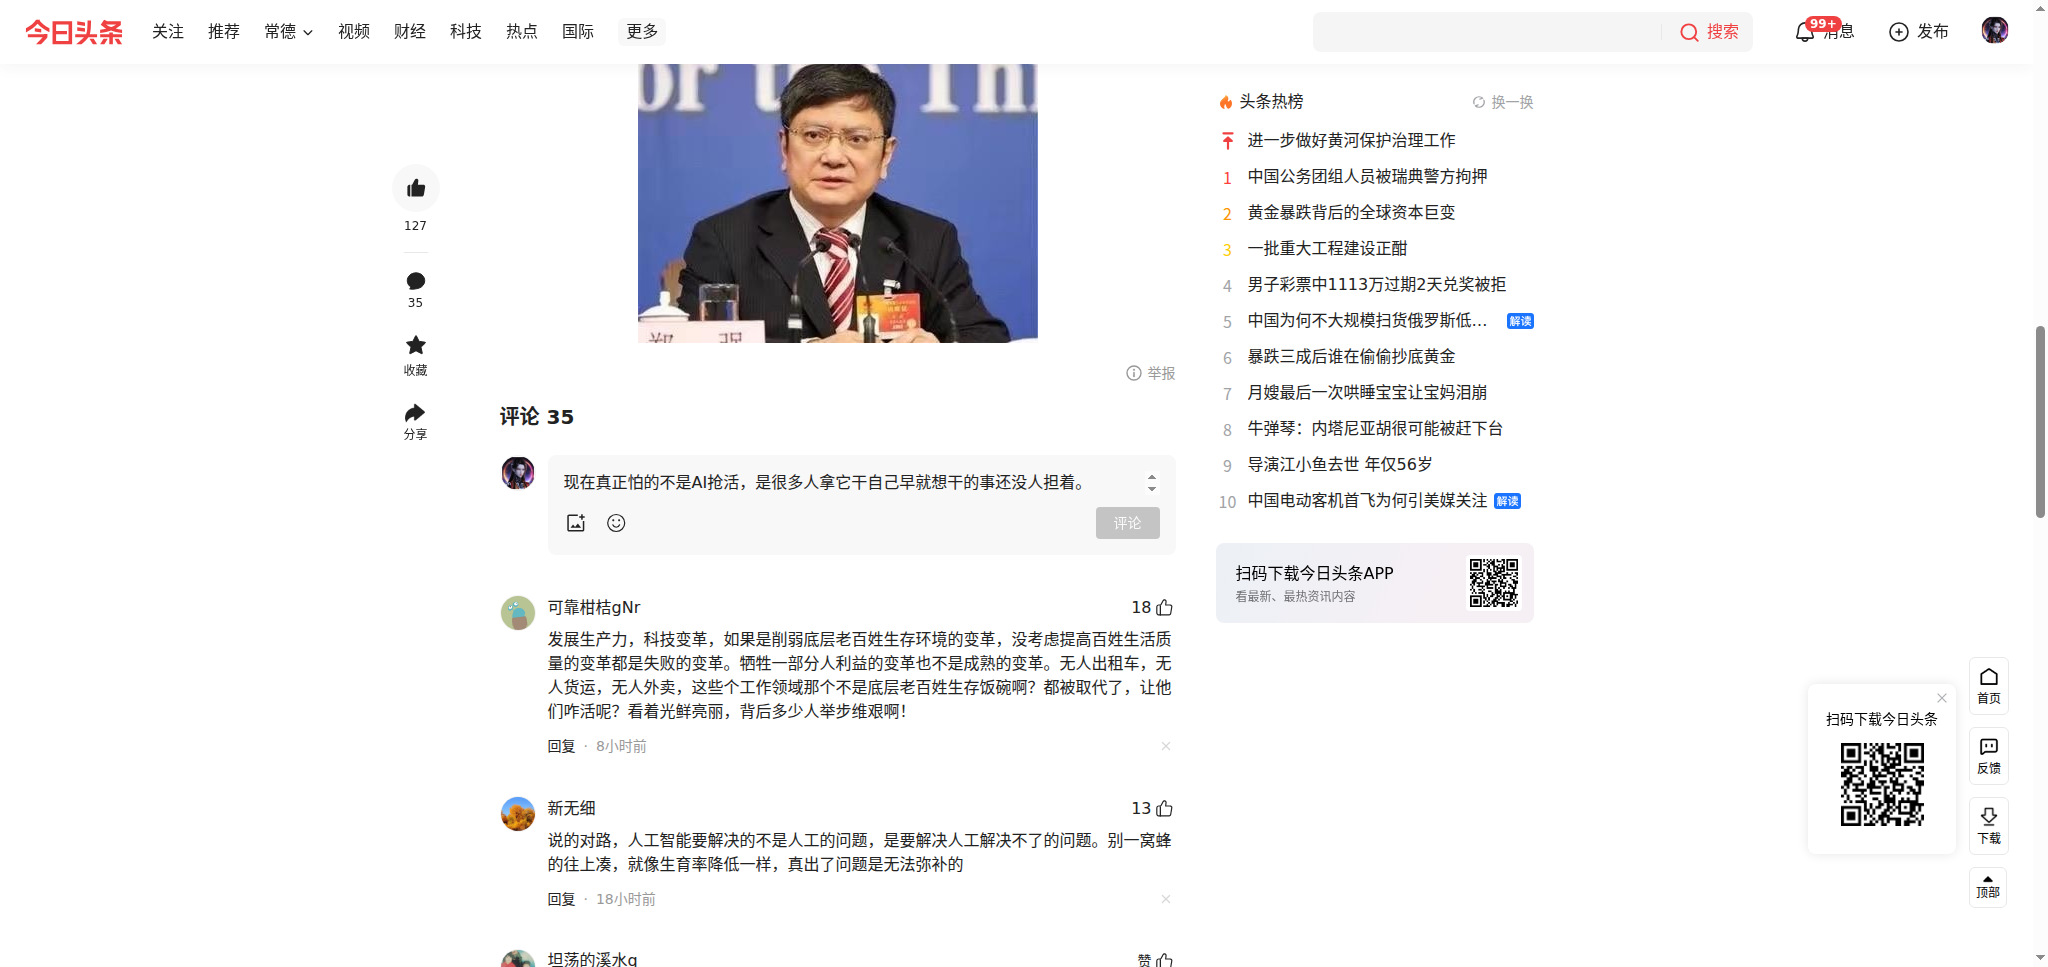 今日头条
关注
推荐
常德
视频
财经
科技
热点
国际
更多
搜索
99+
消息
发布
127
35
收藏
分享
举报
评论 35
现在真正怕的不是AI抢活，是很多人拿它干自己早就想干的事还没人担着。
评论
可靠柑桔gNr
18
发展生产力，科技变革，如果是削弱底层老百姓生存环境的变革，没考虑提高百姓生活质
量的变革都是失败的变革。牺牲一部分人利益的变革也不是成熟的变革。无人出租车，无
人货运，无人外卖，这些个工作领域那个不是底层老百姓生存饭碗啊？都被取代了，让他
们咋活呢？看着光鲜亮丽，背后多少人举步维艰啊！
回复 · 8小时前
新无细
13
说的对路，人工智能要解决的不是人工的问题，是要解决人工解决不了的问题。别一窝蜂
的往上凑，就像生育率降低一样，真出了问题是无法弥补的
回复 · 18小时前
坦荡的溪水g
赞
头条热榜
换一换
进一步做好黄河保护治理工作
1 中国公务团组人员被瑞典警方拘押
2 黄金暴跌背后的全球资本巨变
3 一批重大工程建设正酣
4 男子彩票中1113万过期2天兑奖被拒
5 中国为何不大规模扫货俄罗斯低... 解读
6 暴跌三成后谁在偷偷抄底黄金
7 月嫂最后一次哄睡宝宝让宝妈泪崩
8 牛弹琴：内塔尼亚胡很可能被赶下台
9 导演江小鱼去世 年仅56岁
10 中国电动客机首飞为何引美媒关注 解读
扫码下载今日头条APP
看最新、最热资讯内容
扫码下载今日头条
首页
反馈
下载
顶部